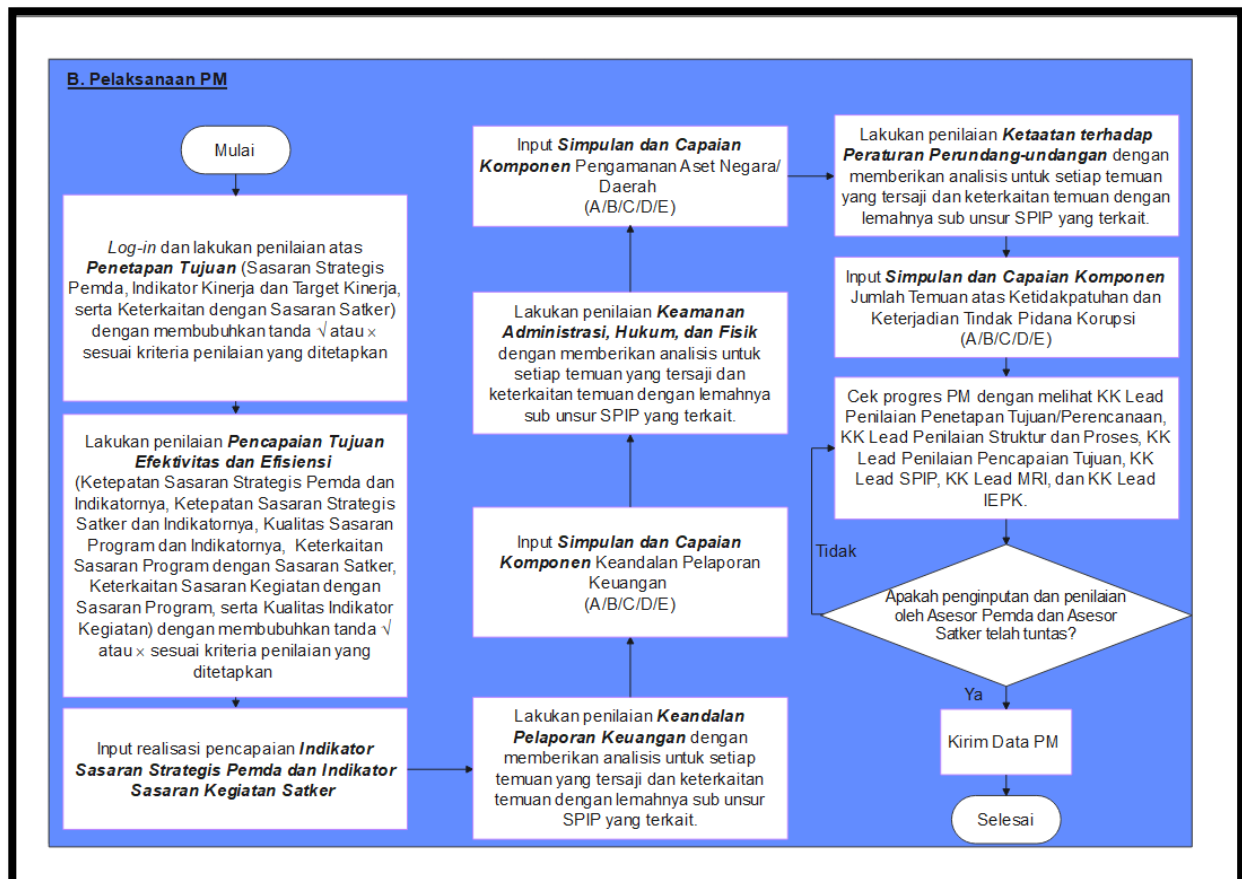 B. Pelaksanaan PM
Mulai
Log-in dan lakukan penilaian atas
Penetapan Tujuan (Sasaran Strategis
Pemda, Indikator Kinerja dan Target Kinerja,
serta Keterkaitan dengan Sasaran Satker)
dengan membubuhkan tanda √ atau ×
sesuai kriteria penilaian yang ditetapkan
Lakukan penilaian Pencapaian Tujuan
Efektivitas dan Efisiensi
(Ketepatan Sasaran Strategis Pemda dan
Indikatornya, Ketepatan Sasaran Strategis
Satker dan Indikatornya, Kualitas Sasaran
Program dan Indikatornya, Keterkaitan
Sasaran Program dengan Sasaran Satker,
Keterkaitan Sasaran Kegiatan dengan
Sasaran Program, serta Kualitas Indikator
Kegiatan) dengan membubuhkan tanda √
atau × sesuai kriteria penilaian yang
ditetapkan
Input realisasi pencapaian Indikator
Sasaran Strategis Pemda dan Indikator
Sasaran Kegiatan Satker
Lakukan penilaian Keandalan
Pelaporan Keuangan dengan
memberikan analisis untuk setiap
temuan yang tersaji dan keterkaitan
temuan dengan lemahnya sub unsur
SPIP yang terkait.
Input Simpulan dan Capaian
Komponen Keandalan Pelaporan
Keuangan
(A/B/C/D/E)
Lakukan penilaian Keamanan
Administrasi, Hukum, dan Fisik
dengan memberikan analisis untuk
setiap temuan yang tersaji dan
keterkaitan temuan dengan lemahnya
sub unsur SPIP yang terkait.
Input Simpulan dan Capaian
Komponen Pengamanan Aset Negara/
Daerah
(A/B/C/D/E)
Lakukan penilaian Ketaatan terhadap
Peraturan Perundang-undangan dengan
memberikan analisis untuk setiap temuan
yang tersaji dan keterkaitan temuan dengan
lemahnya sub unsur SPIP yang terkait.
Input Simpulan dan Capaian Komponen
Jumlah Temuan atas Ketidakpatuhan dan
Keterjadian Tindak Pidana Korupsi
(A/B/C/D/E)
Cek progres PM dengan melihat KK Lead
Penilaian Penetapan Tujuan/Perencanaan,
KK Lead Penilaian Struktur dan Proses, KK
Lead Penilaian Pencapaian Tujuan, KK
Lead SPIP, KK Lead MRI, dan KK Lead
IEPK.
Tidak
Apakah penginputan dan penilaian
oleh Asesor Pemda dan Asesor
Satker telah tuntas?
Ya
Kirim Data PM
Selesai